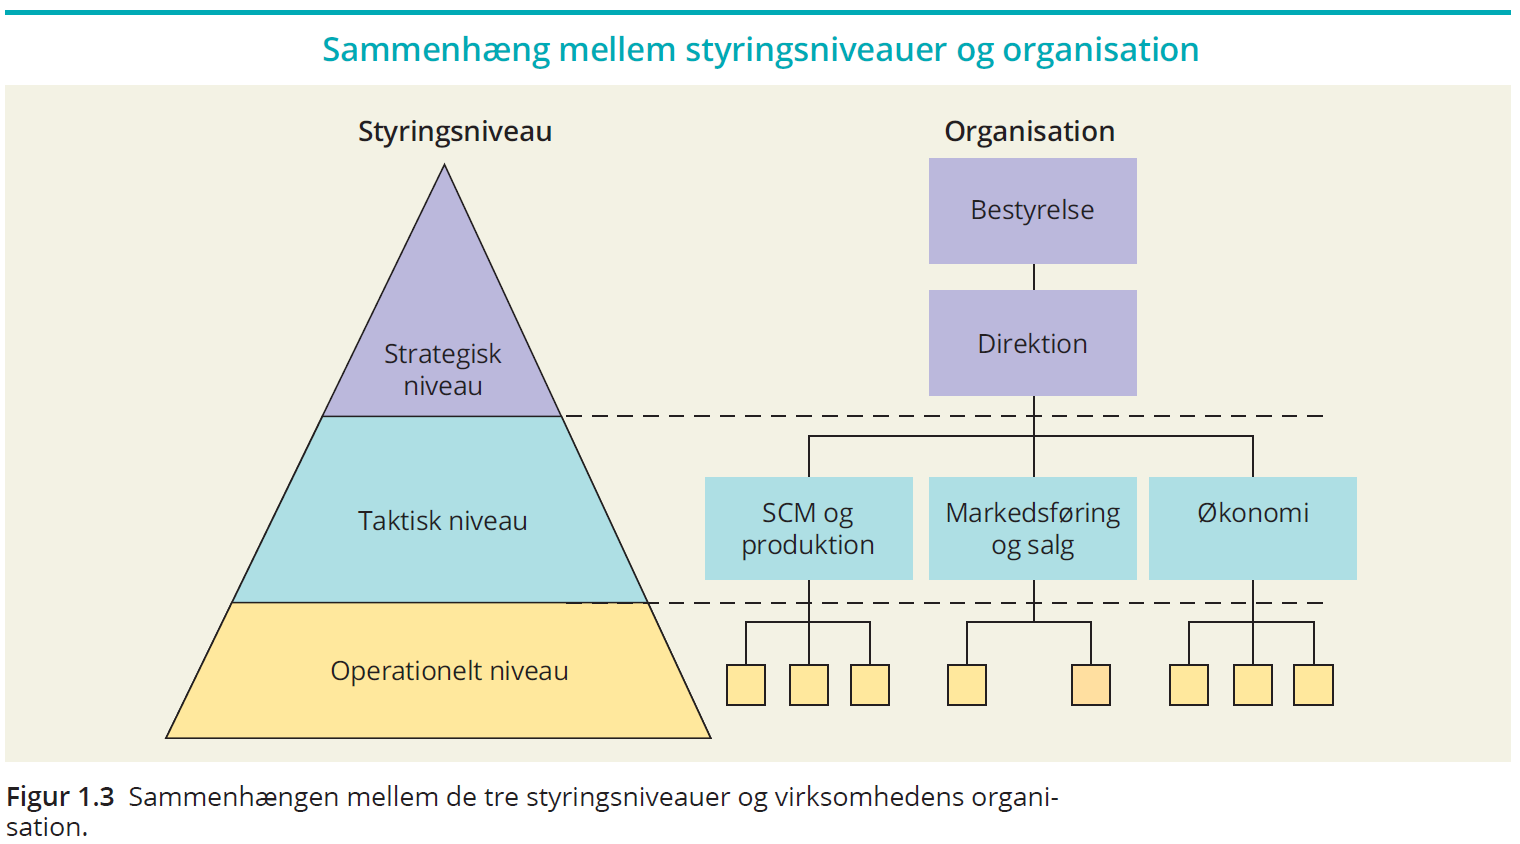 Sammenhæng mellem styringsniveauer og organisation
Styringsniveau
Strategisk
niveau
Taktisk niveau
Operationelt niveau
Organisation
Bestyrelse
Direktion
SCM og
produktion
Markedsføring
og salg
Økonomi
Figur 1.3 Sammenhængen mellem de tre styringsniveauer og virksomhedens organi-
sation.